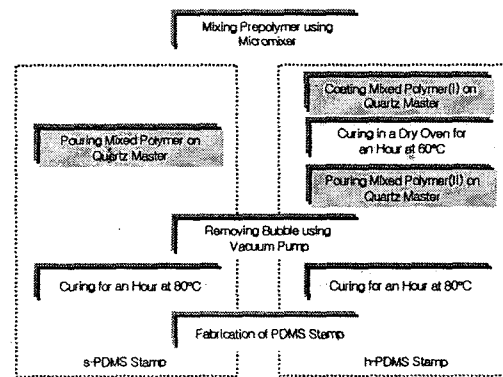 Mixing Prepolymer using
Micromixer
Pouring Mixed Polymer on
Quartz Master
Coating Mixed Polymer(I) on
Quartz Master
Curing in a Dry Oven for
an Hour at 60℃
Pouring Mixed Polymer(II) on
Quartz Master
Removing Bubble using
Vacuum Pump
Curing for an Hour at 80℃
Curing for an Hour at 80℃
Fabrication of PDMS Stamp
s-PDMS Stamp
h-PDMS Stamp